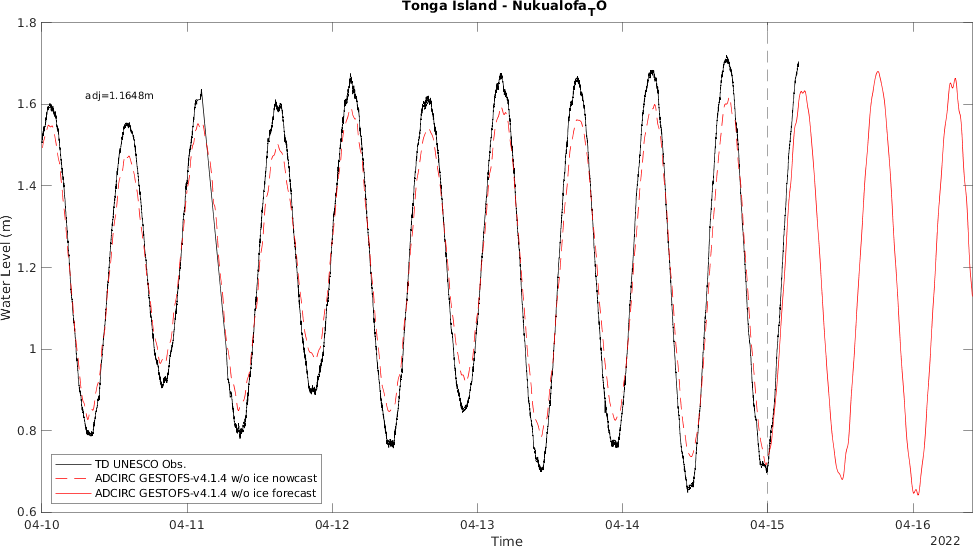 Tonga Island - NukualofaTO
1.8
1.6
1.4
1.2
1
0.8
0.6
Water Level (m)
adj=1.1648m
TD UNESCO Obs.
ADCIRC GESTOFS-v4.1.4 w/o ice nowcast
ADCIRC GESTOFS-v4.1.4 w/o ice forecast
04-10 04-11 04-12 04-13 04-14 04-15 04-16
Time
2022